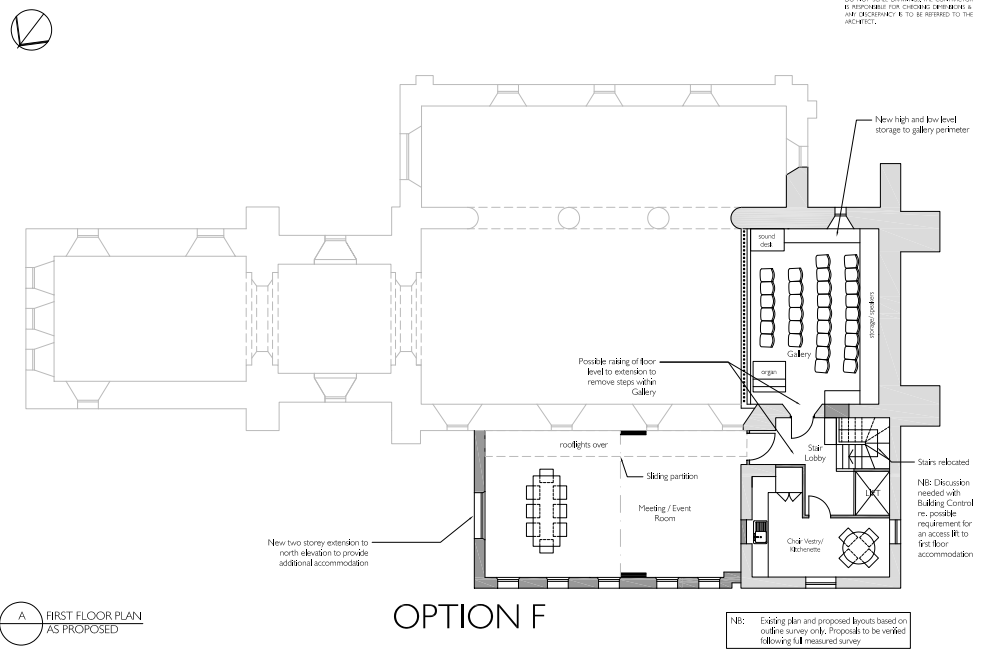 IS RESPONSIBLE FOR CHECKING DIMENSIONS &
ANY DISCREPANCY IS TO BE REFERRED TO THE
ARCHITECT.
New high and low level
storage to gallery perimeter
sound
desk
storage/ speakers
Gallery
organ
Possible raising of floor
level to extension to
remove steps within
Gallery
rooflights over
Sliding partition
Stair
Lobby
Stairs relocated
LIFT
NB: Discussion
needed with
Building Control
re. possible
requirement for
an access lift to
first floor
accommodation
Meeting / Event
Room
Choir Vestry/
Kitchenette
New two storey extension to
north elevation to provide
additional accommodation
A
FIRST FLOOR PLAN
AS PROPOSED
OPTION F
NB: Existing plan and proposed layouts based on
outline survey only. Proposals to be verified
following full measured survey